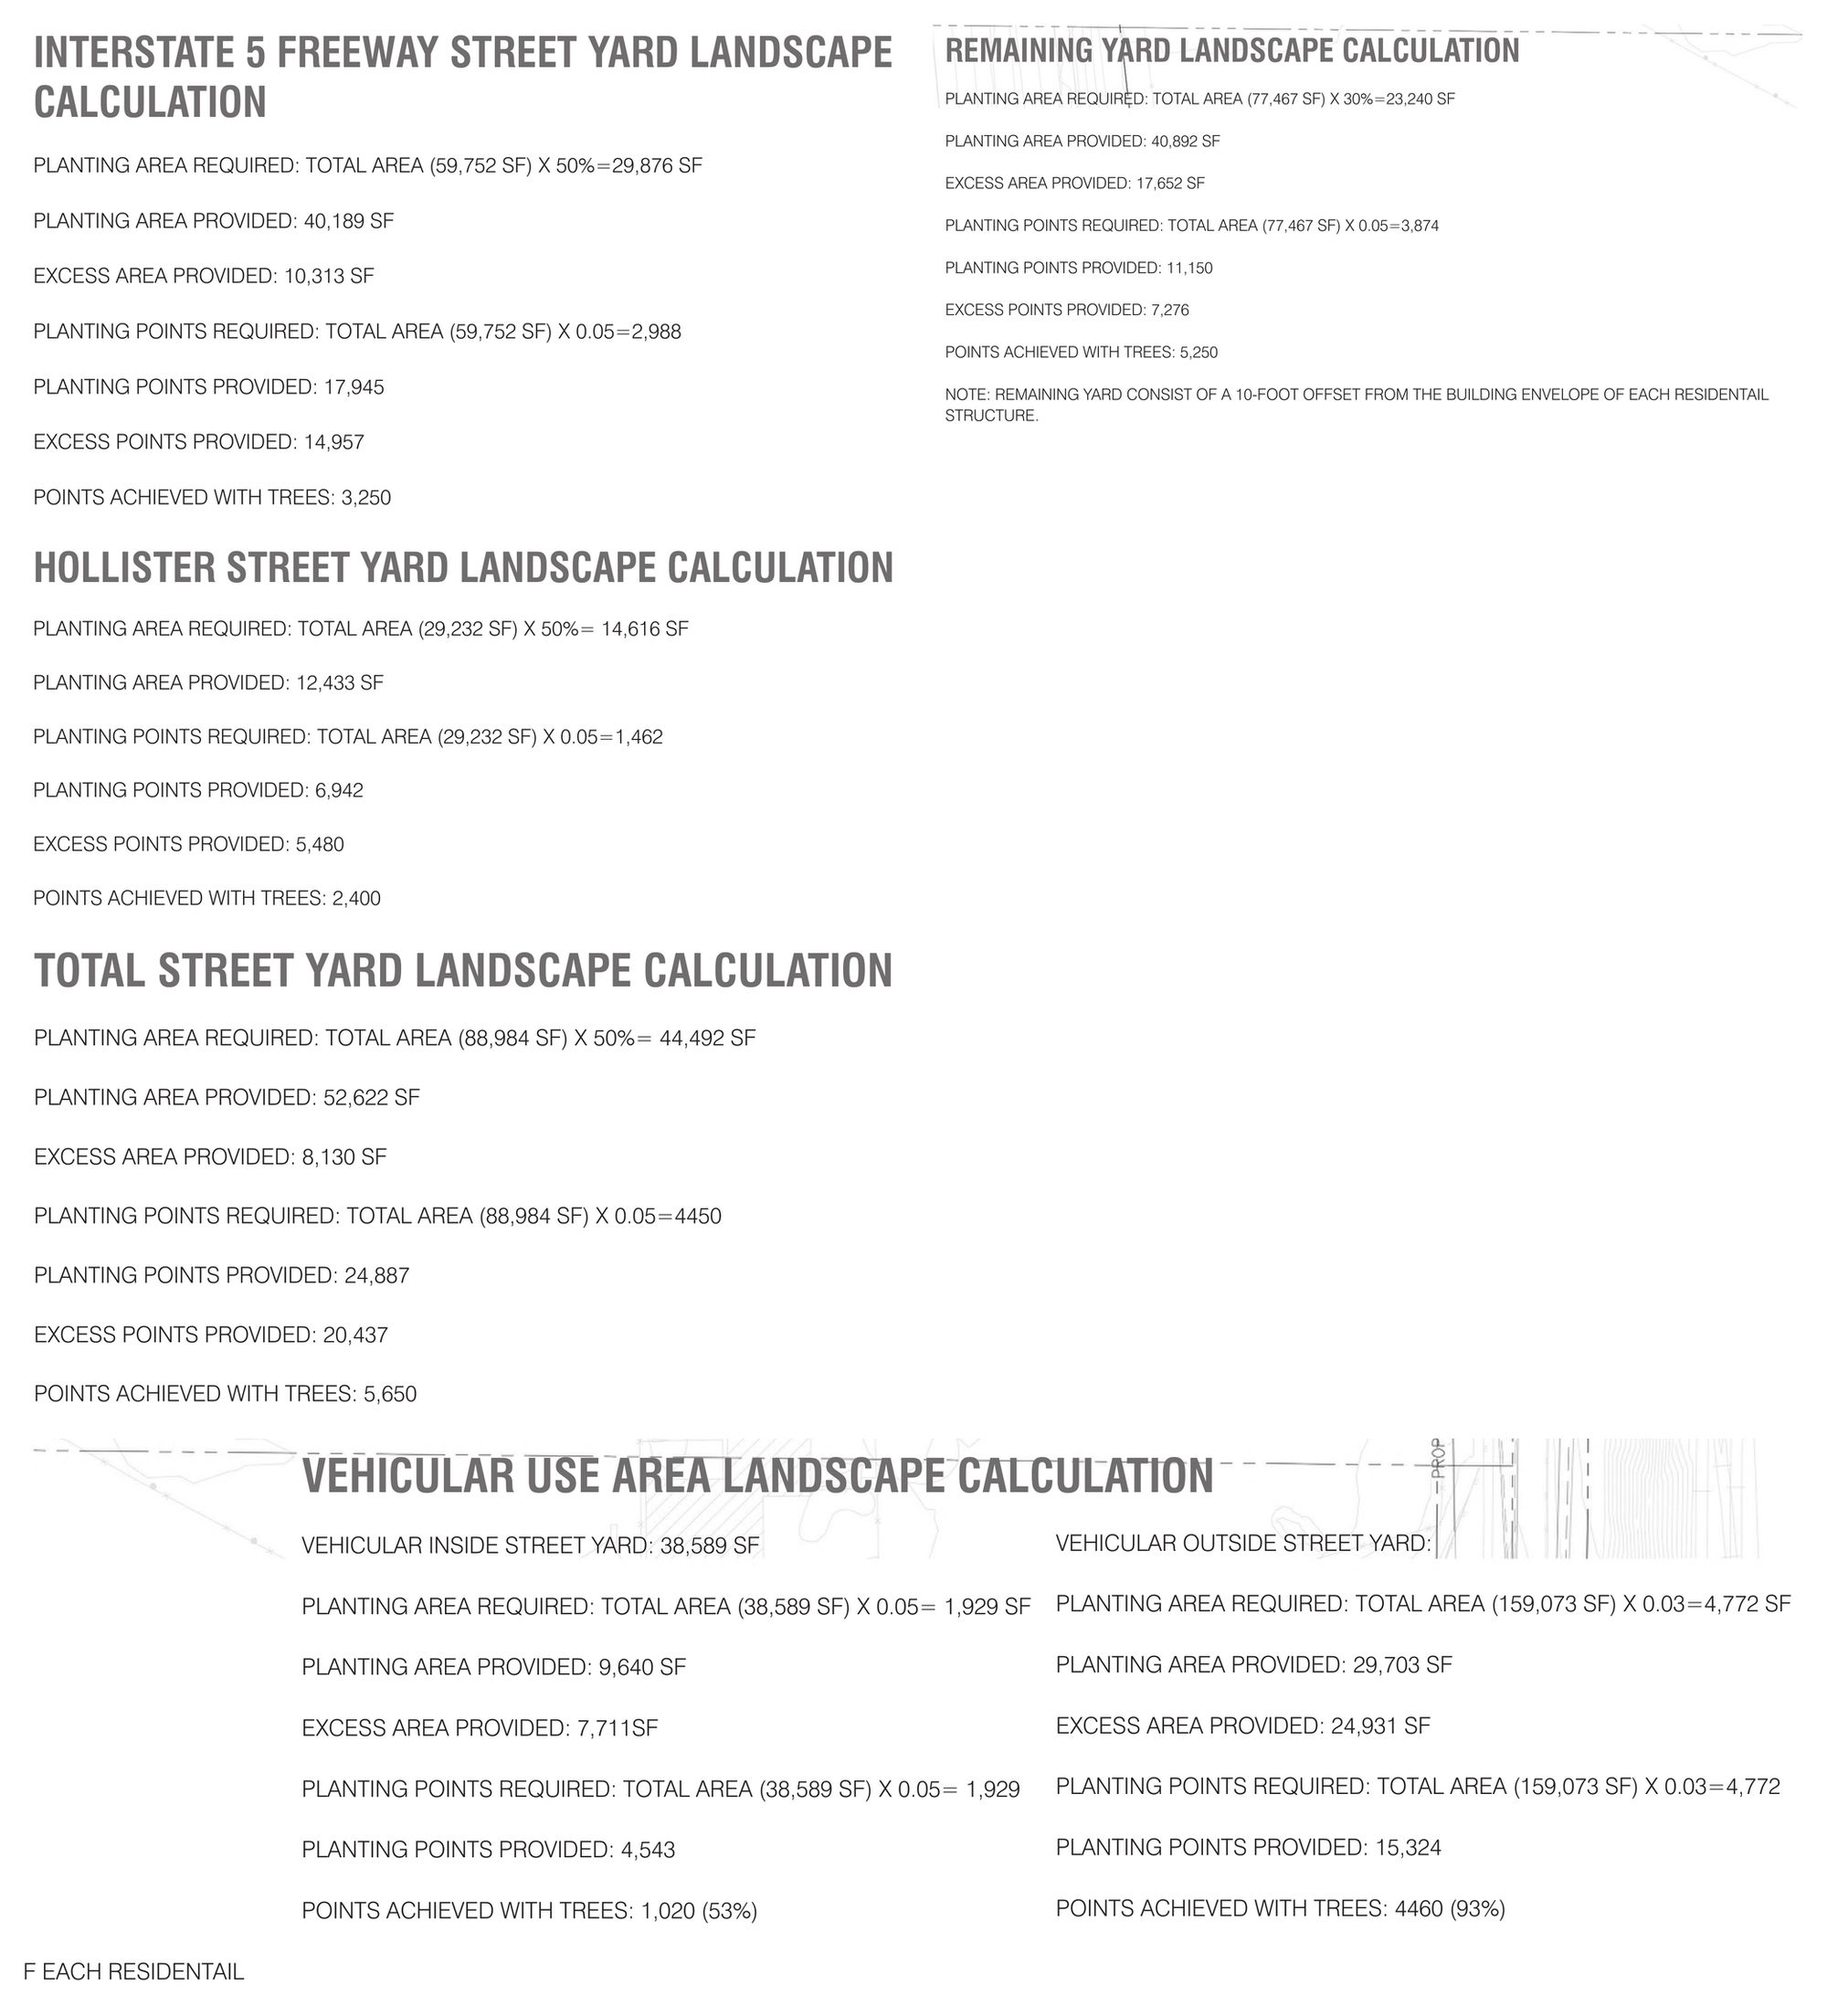 INTERSTATE 5 FREEWAY STREET YARD LANDSCAPE
CALCULATION
PLANTING AREA REQUIRED: TOTAL AREA (59,752 SF) X 50%=29,876 SF
PLANTING AREA PROVIDED: 40,189 SF
EXCESS AREA PROVIDED: 10,313 SF
PLANTING POINTS REQUIRED: TOTAL AREA (59,752 SF) X 0.05=2,988
PLANTING POINTS PROVIDED: 17,945
EXCESS POINTS PROVIDED: 14,957
POINTS ACHIEVED WITH TREES: 3,250
HOLLISTER STREET YARD LANDSCAPE CALCULATION
PLANTING AREA REQUIRED: TOTAL AREA (29,232 SF) X 50%= 14,616 SF
PLANTING AREA PROVIDED: 12,433 SF
PLANTING POINTS REQUIRED: TOTAL AREA (29,232 SF) X 0.05=1,462
PLANTING POINTS PROVIDED: 6,942
EXCESS POINTS PROVIDED: 5,480
POINTS ACHIEVED WITH TREES: 2,400
TOTAL STREET YARD LANDSCAPE CALCULATION
PLANTING AREA REQUIRED: TOTAL AREA (88,984 SF) X 50%= 44,492 SF
PLANTING AREA PROVIDED: 52,622 SF
EXCESS AREA PROVIDED: 8,130 SF
PLANTING POINTS REQUIRED: TOTAL AREA (88,984 SF) X 0.05=4450
PLANTING POINTS PROVIDED: 24,887
EXCESS POINTS PROVIDED: 20,437
POINTS ACHIEVED WITH TREES: 5,650
REMAINING YARD LANDSCAPE CALCULATION
PLANTING AREA REQUIRED: TOTAL AREA (77,467 SF) X 30%=23,240 SF
PLANTING AREA PROVIDED: 40,892 SF
EXCESS AREA PROVIDED: 17,652 SF
PLANTING POINTS REQUIRED: TOTAL AREA (77,467 SF) X 0.05=3,874
PLANTING POINTS PROVIDED: 11,150
EXCESS POINTS PROVIDED: 7,276
POINTS ACHIEVED WITH TREES: 5,250
NOTE: REMAINING YARD CONSIST OF A 10-FOOT OFFSET FROM THE BUILDING ENVELOPE OF EACH RESIDENTAIL
STRUCTURE.
VEHICULAR USE AREA LANDSCAPE CALCULATION
VEHICULAR INSIDE STREET YARD: 38,589 SF
PLANTING AREA REQUIRED: TOTAL AREA (38,589 SF) X 0.05= 1,929 SF
PLANTING AREA PROVIDED: 9,640 SF
EXCESS AREA PROVIDED: 7,711SF
PLANTING POINTS REQUIRED: TOTAL AREA (38,589 SF) X 0.05= 1,929
PLANTING POINTS PROVIDED: 4,543
POINTS ACHIEVED WITH TREES: 1,020 (53%)
PROP
VEHICULAR OUTSIDE STREET YARD:
PLANTING AREA REQUIRED: TOTAL AREA (159,073 SF) X 0.03=4,772 SF
PLANTING AREA PROVIDED: 29,703 SF
EXCESS AREA PROVIDED: 24,931 SF
PLANTING POINTS REQUIRED: TOTAL AREA (159,073 SF) X 0.03=4,772
PLANTING POINTS PROVIDED: 15,324
POINTS ACHIEVED WITH TREES: 4460 (93%)
F EACH RESIDENTAIL